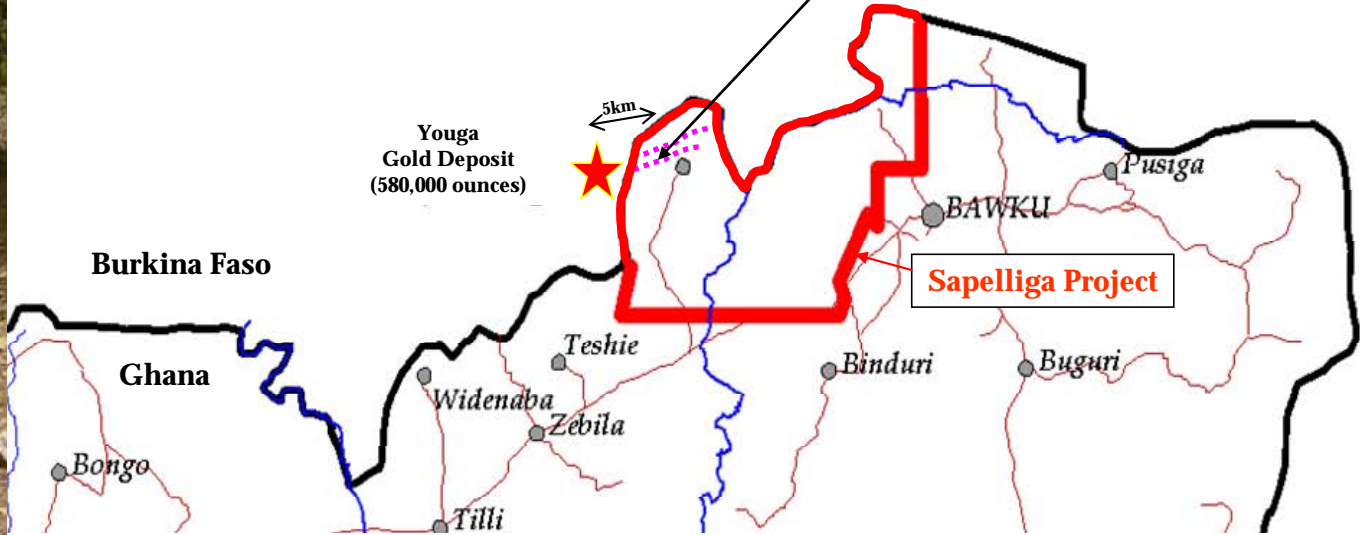 5km
Youga
Gold Deposit
(580,000 ounces)
Pusiga
BAWKU
Burkina Faso
Sapelliga Project
Teshie
Ghana
Binduri
Buguri
Widenaba
Zebila
Bongo
Tilli